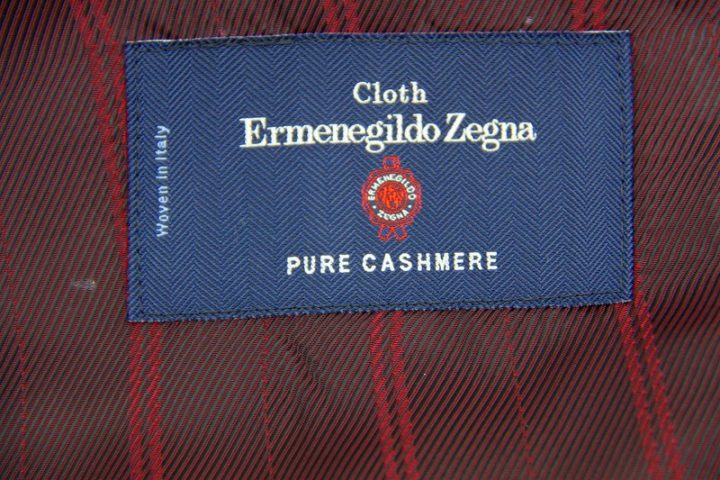 Cloth
Ermenegildo Zegna
ERMENEGILDO
ZEGNA
PURE CASHMERE
Woven in Italy